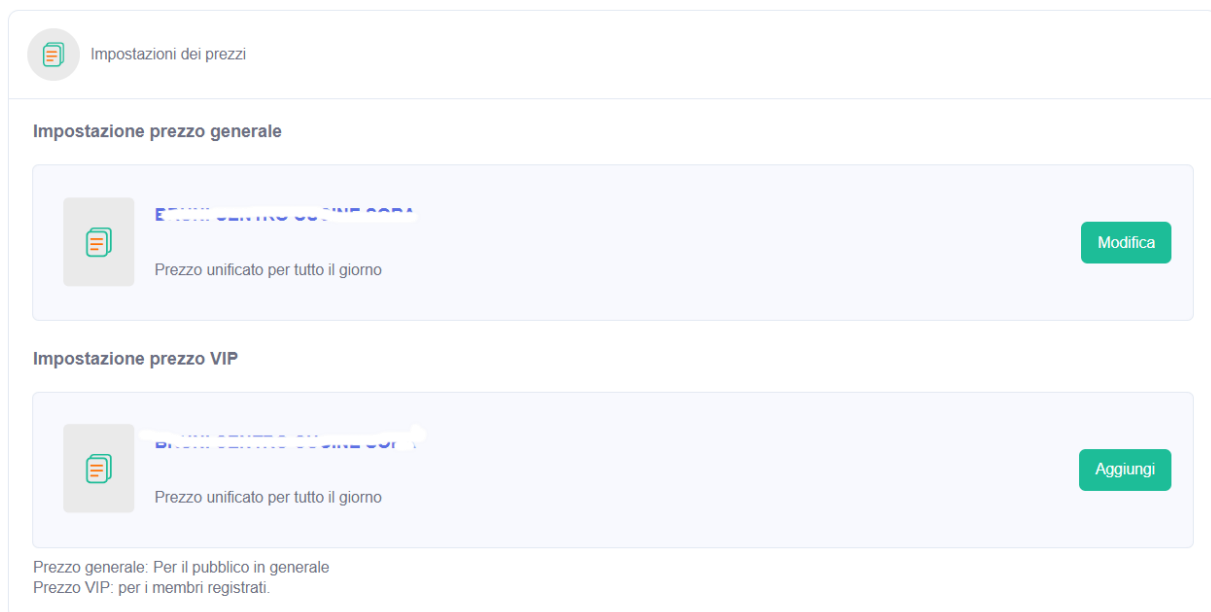 Impostazioni dei prezzi
Impostazione prezzo generale
Prezzo unificato per tutto il giorno
Modifica
Impostazione prezzo VIP
Prezzo unificato per tutto il giorno
Aggiungi
Prezzo generale: Per il pubblico in generale
Prezzo VIP: per i membri registrati.